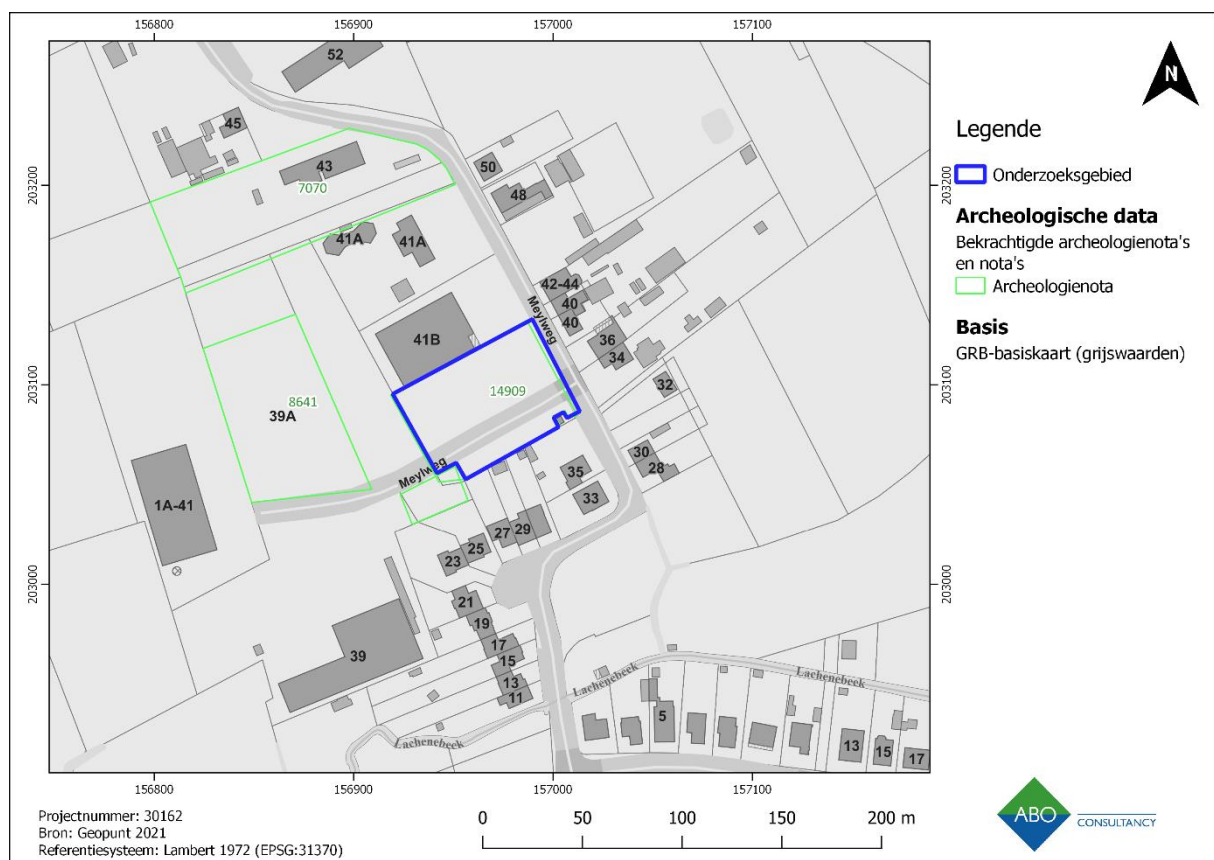 156800 156900 157000 157100
52
N
45
Legende
43
50
203200
203200
7070
48
Onderzoeksgebied
41A
41A
Archeologische data
Bekrachtigde archeologienota's
en nota's
42-44
40
Archeologienota
40
Meylweg
36
Basis
41B
34
GRB-basiskaart (grijswaarden)
203100
203100
32
14909
8641
39A
30
Meylweg
28
35
1A-41
33
27 29
25
23
203000
203000
21
19
17
39
15
13
11
Lachenebeek
Lachenebeek
Lachenebeek
5
13 15 17
156800 156900 157000 157100
Projectnummer: 30162
Bron: Geopunt 2021
Referentiesysteem: Lambert 1972 (EPSG:31370)
0 50 100 150 200 m
ABO
CONSULTANCY